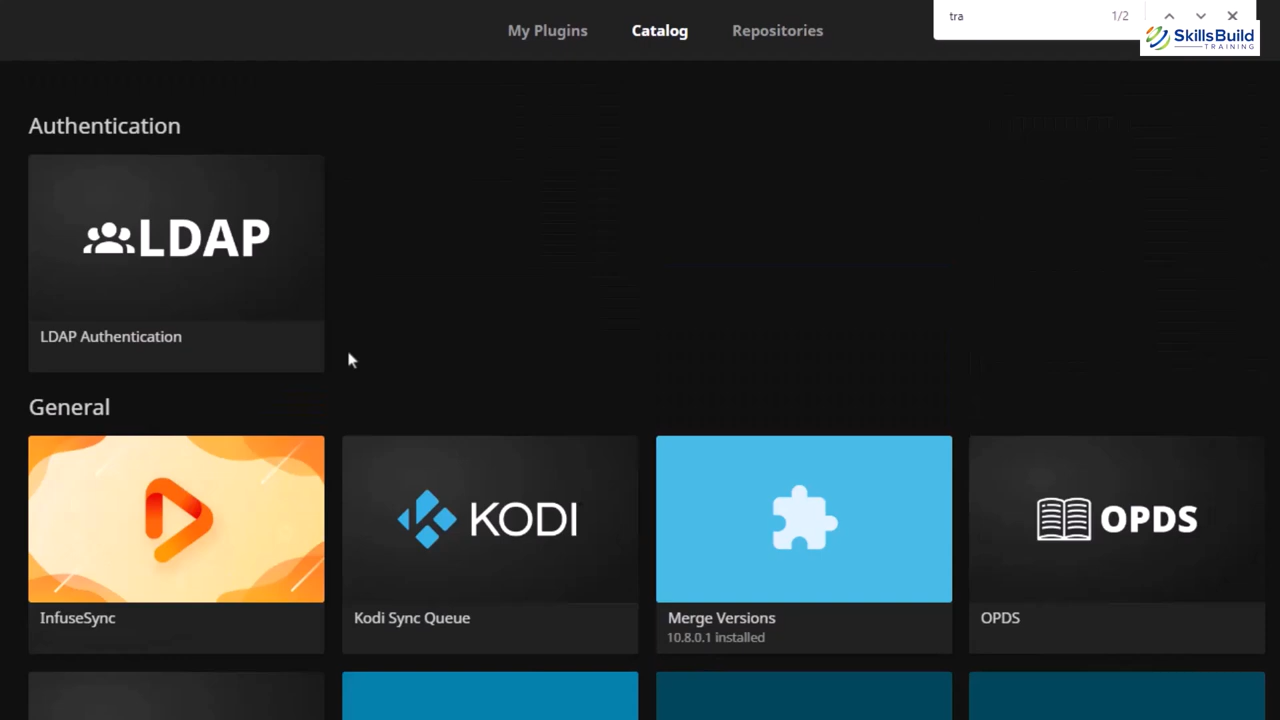 My Plugins
Catalog
Repositories
tra
1/2
SkillsBuild
TRAINING
Authentication
LDAP
LDAP Authentication
General
KODI
OPDS
InfuseSync
Kodi Sync Queue
Merge Versions
10.8.0.1 installed
OPDS